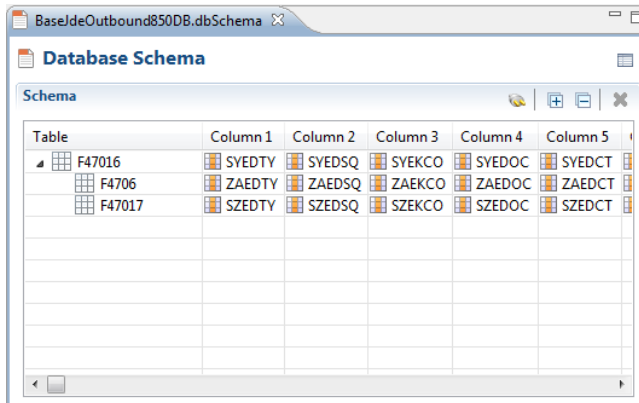 BaseJdeOutbound850DB.dbSchema
Database Schema
Schema
Table Column 1 Column 2 Column 3 Column 4 Column 5
F47016 SYEDTY SYEDSQ SYEKCO SYEDOC SYEDCT
F4706 ZAEDTY ZAEDSQ ZAEKCO ZAEDOC ZAEDCT
F47017 SZEDTY SZEDSQ SZEKCO SZEDOC SZEDCT